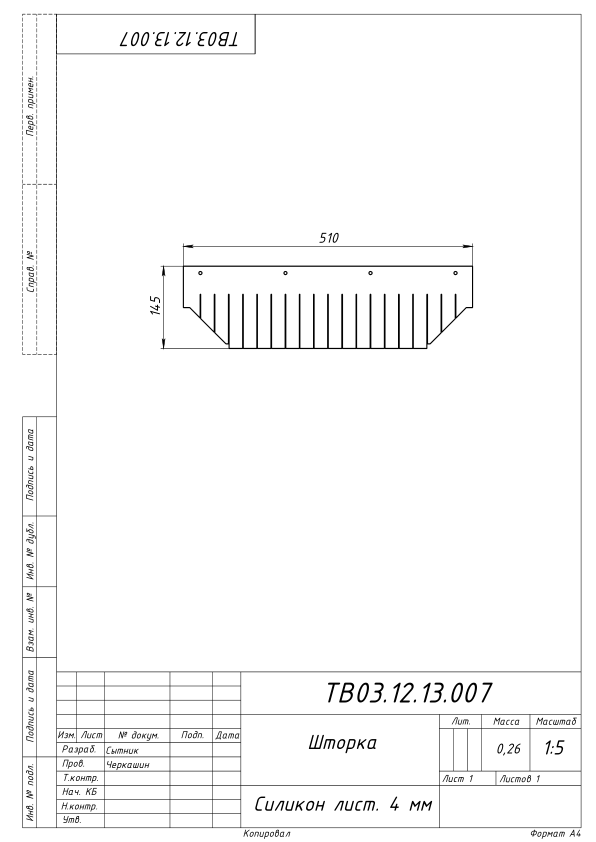 ТВ03.12.13.007
Перв. примен.
Справ. №
510
145
Подпись и дата
Инв. № дубл.
Взам. инв. №
Подпись и дата
Инв. № подл.
ТВ03.12.13.007
Изм. Лист № докум. Подп. Дата
Разраб. Сытник
Пров. Черкашин
Т.контр.
Нач. КБ
Н.контр.
Утв.
Шторка
Лит. Масса Масштаб
0,26 1:5
Лист 1 Листов 1
Силикон лист. 4 мм
Копировал Формат А4